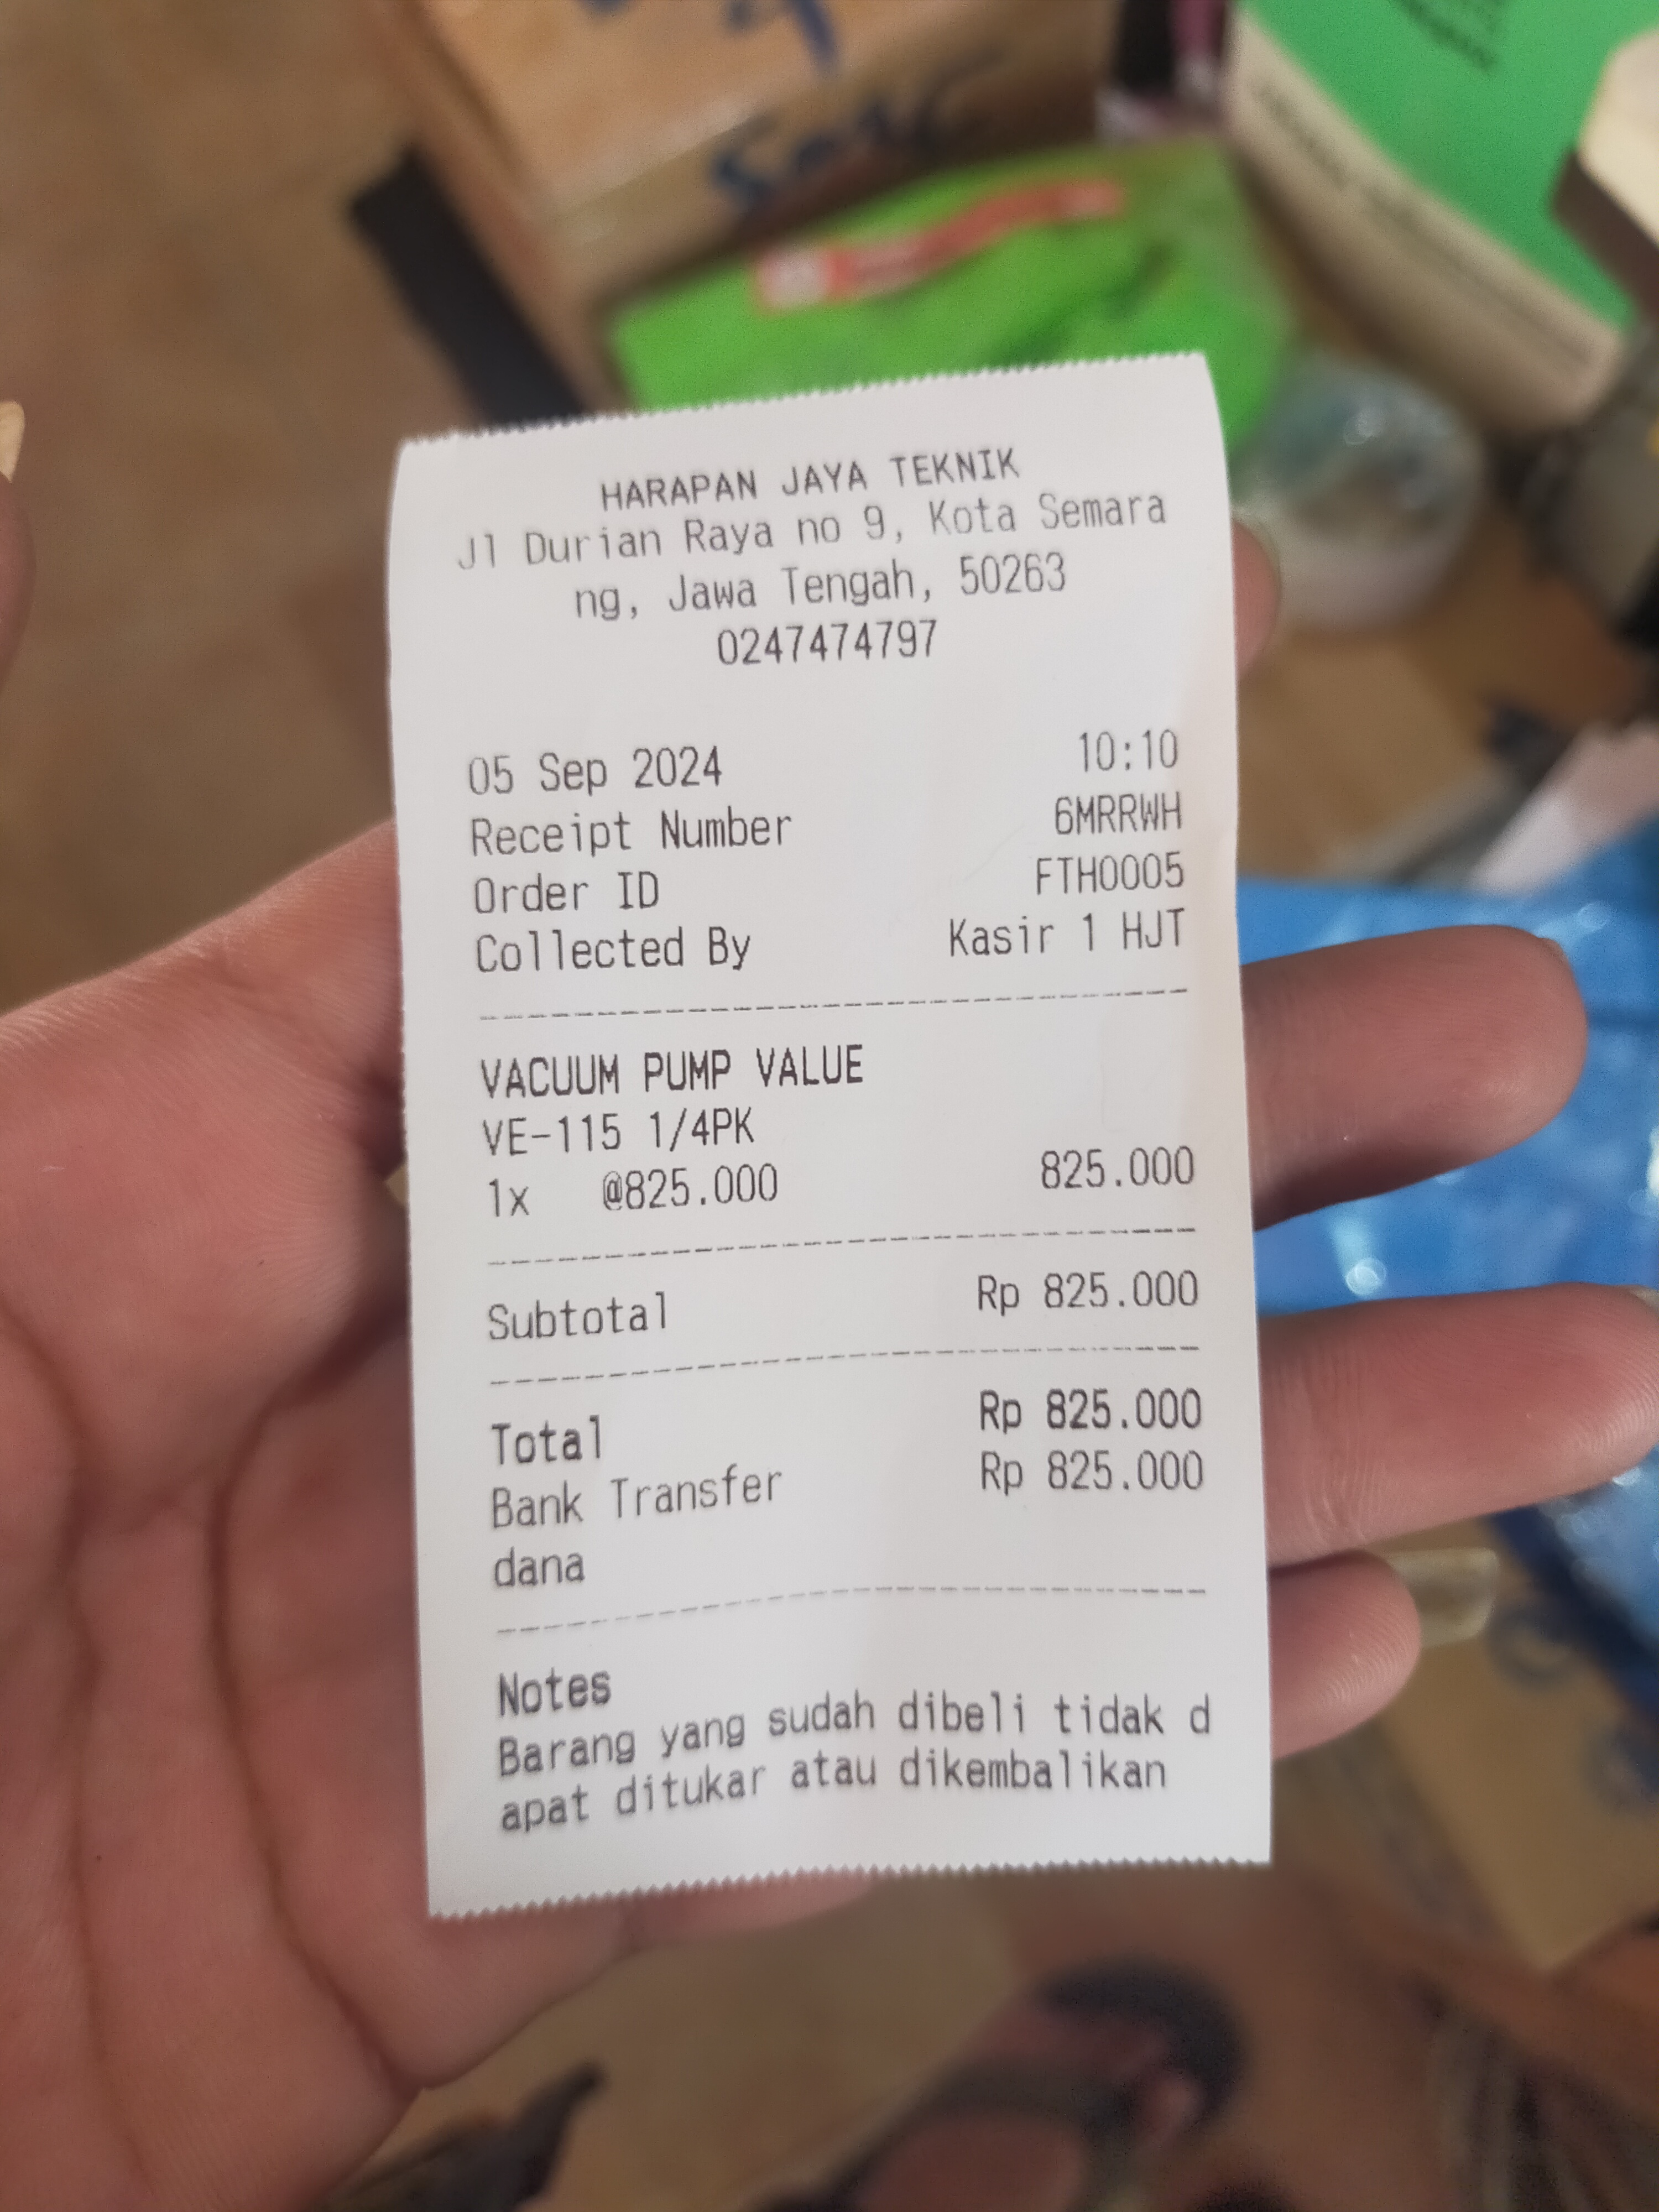 HARAPAN JAYA TEKNIK
Jl Durian Raya no 9, Kota Semara
ng, Jawa Tengah, 50263
0247474797
05 Sep 2024 10:10
Receipt Number 6MRRWH
Order ID FTH0005
Collected By Kasir 1 HJT
VACUUM PUMP VALUE
VE-115 1/4PK
1x @825.000 825.000
Subtotal Rp 825.000
Total Rp 825.000
Bank Transfer Rp 825.000
dana
Notes
Barang yang sudah dibeli tidak d
apat ditukar atau dikembalikan